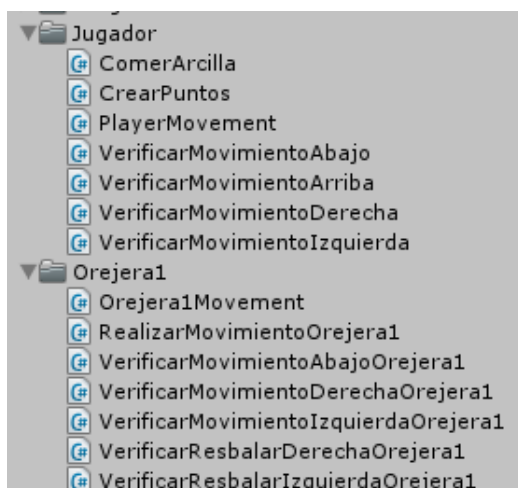 Jugador
ComerArcilla
CrearPuntos
PlayerMovement
VerificarMovimientoAbajo
VerificarMovimientoArriba
VerificarMovimientoDerecha
VerificarMovimientoIzquierda
Orejera1
Orejera1Movement
RealizarMovimientoOrejera1
VerificarMovimientoAbajoOrejera1
VerificarMovimientoDerechaOrejera1
VerificarMovimientoIzquierdaOrejera1
VerificarResbalarDerechaOrejera1
VerificarResbalarIzquierdaOrejera1